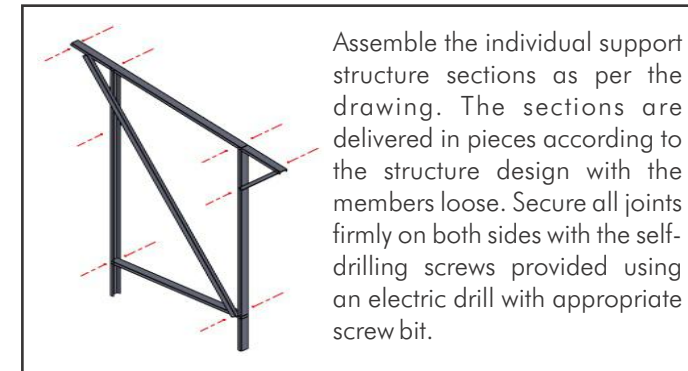 Assemble the individual support
structure sections as per the
drawing. The sections are
delivered in pieces according to
the structure design with the
members loose. Secure all joints
firmly on both sides with the self-
drilling screws provided using
an electric drill with appropriate
screw bit.